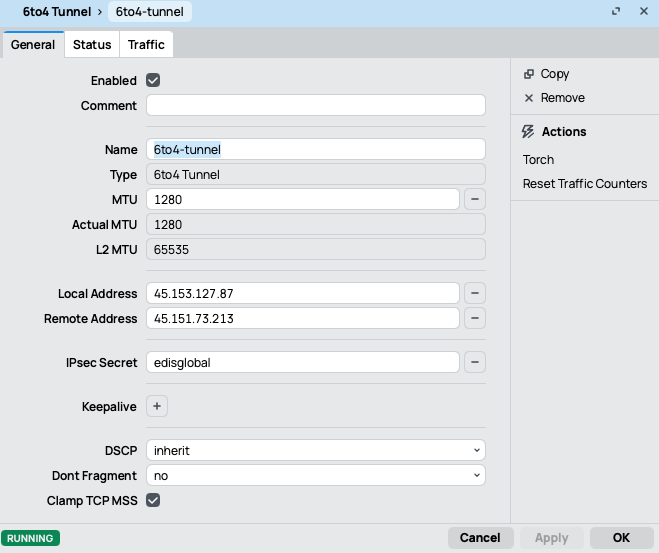 6to4 Tunnel › 6to4-tunnel
General Status Traffic
Enabled
Comment
Name 6to4-tunnel
Type 6to4 Tunnel
MTU 1280
Actual MTU 1280
L2 MTU 65535
Local Address 45.153.127.87
Remote Address 45.151.73.213
IPsec Secret edisglobal
Keepalive
DSCP inherit
Dont Fragment no
Clamp TCP MSS
Copy
Remove
Actions
Torch
Reset Traffic Counters
RUNNING Cancel Apply OK